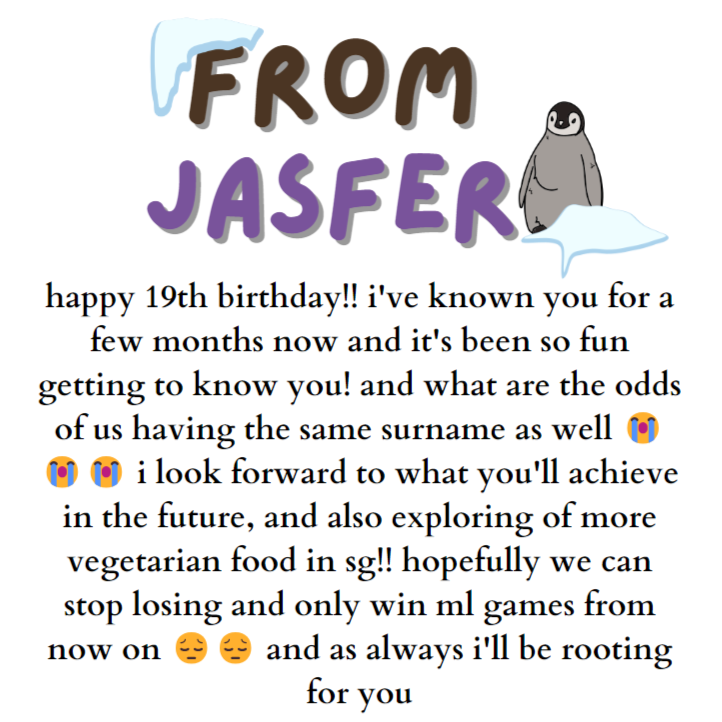 FROM
JASFER
happy 19th birthday!! i've known you for a
few months now and it's been so fun
getting to know you! and what are the odds
of us having the same surname as well 😭
😭 😭 i look forward to what you'll achieve
in the future, and also exploring of more
vegetarian food in sg!! hopefully we can
stop losing and only win ml games from
now on 😔 😔 and as always i'll be rooting
for you